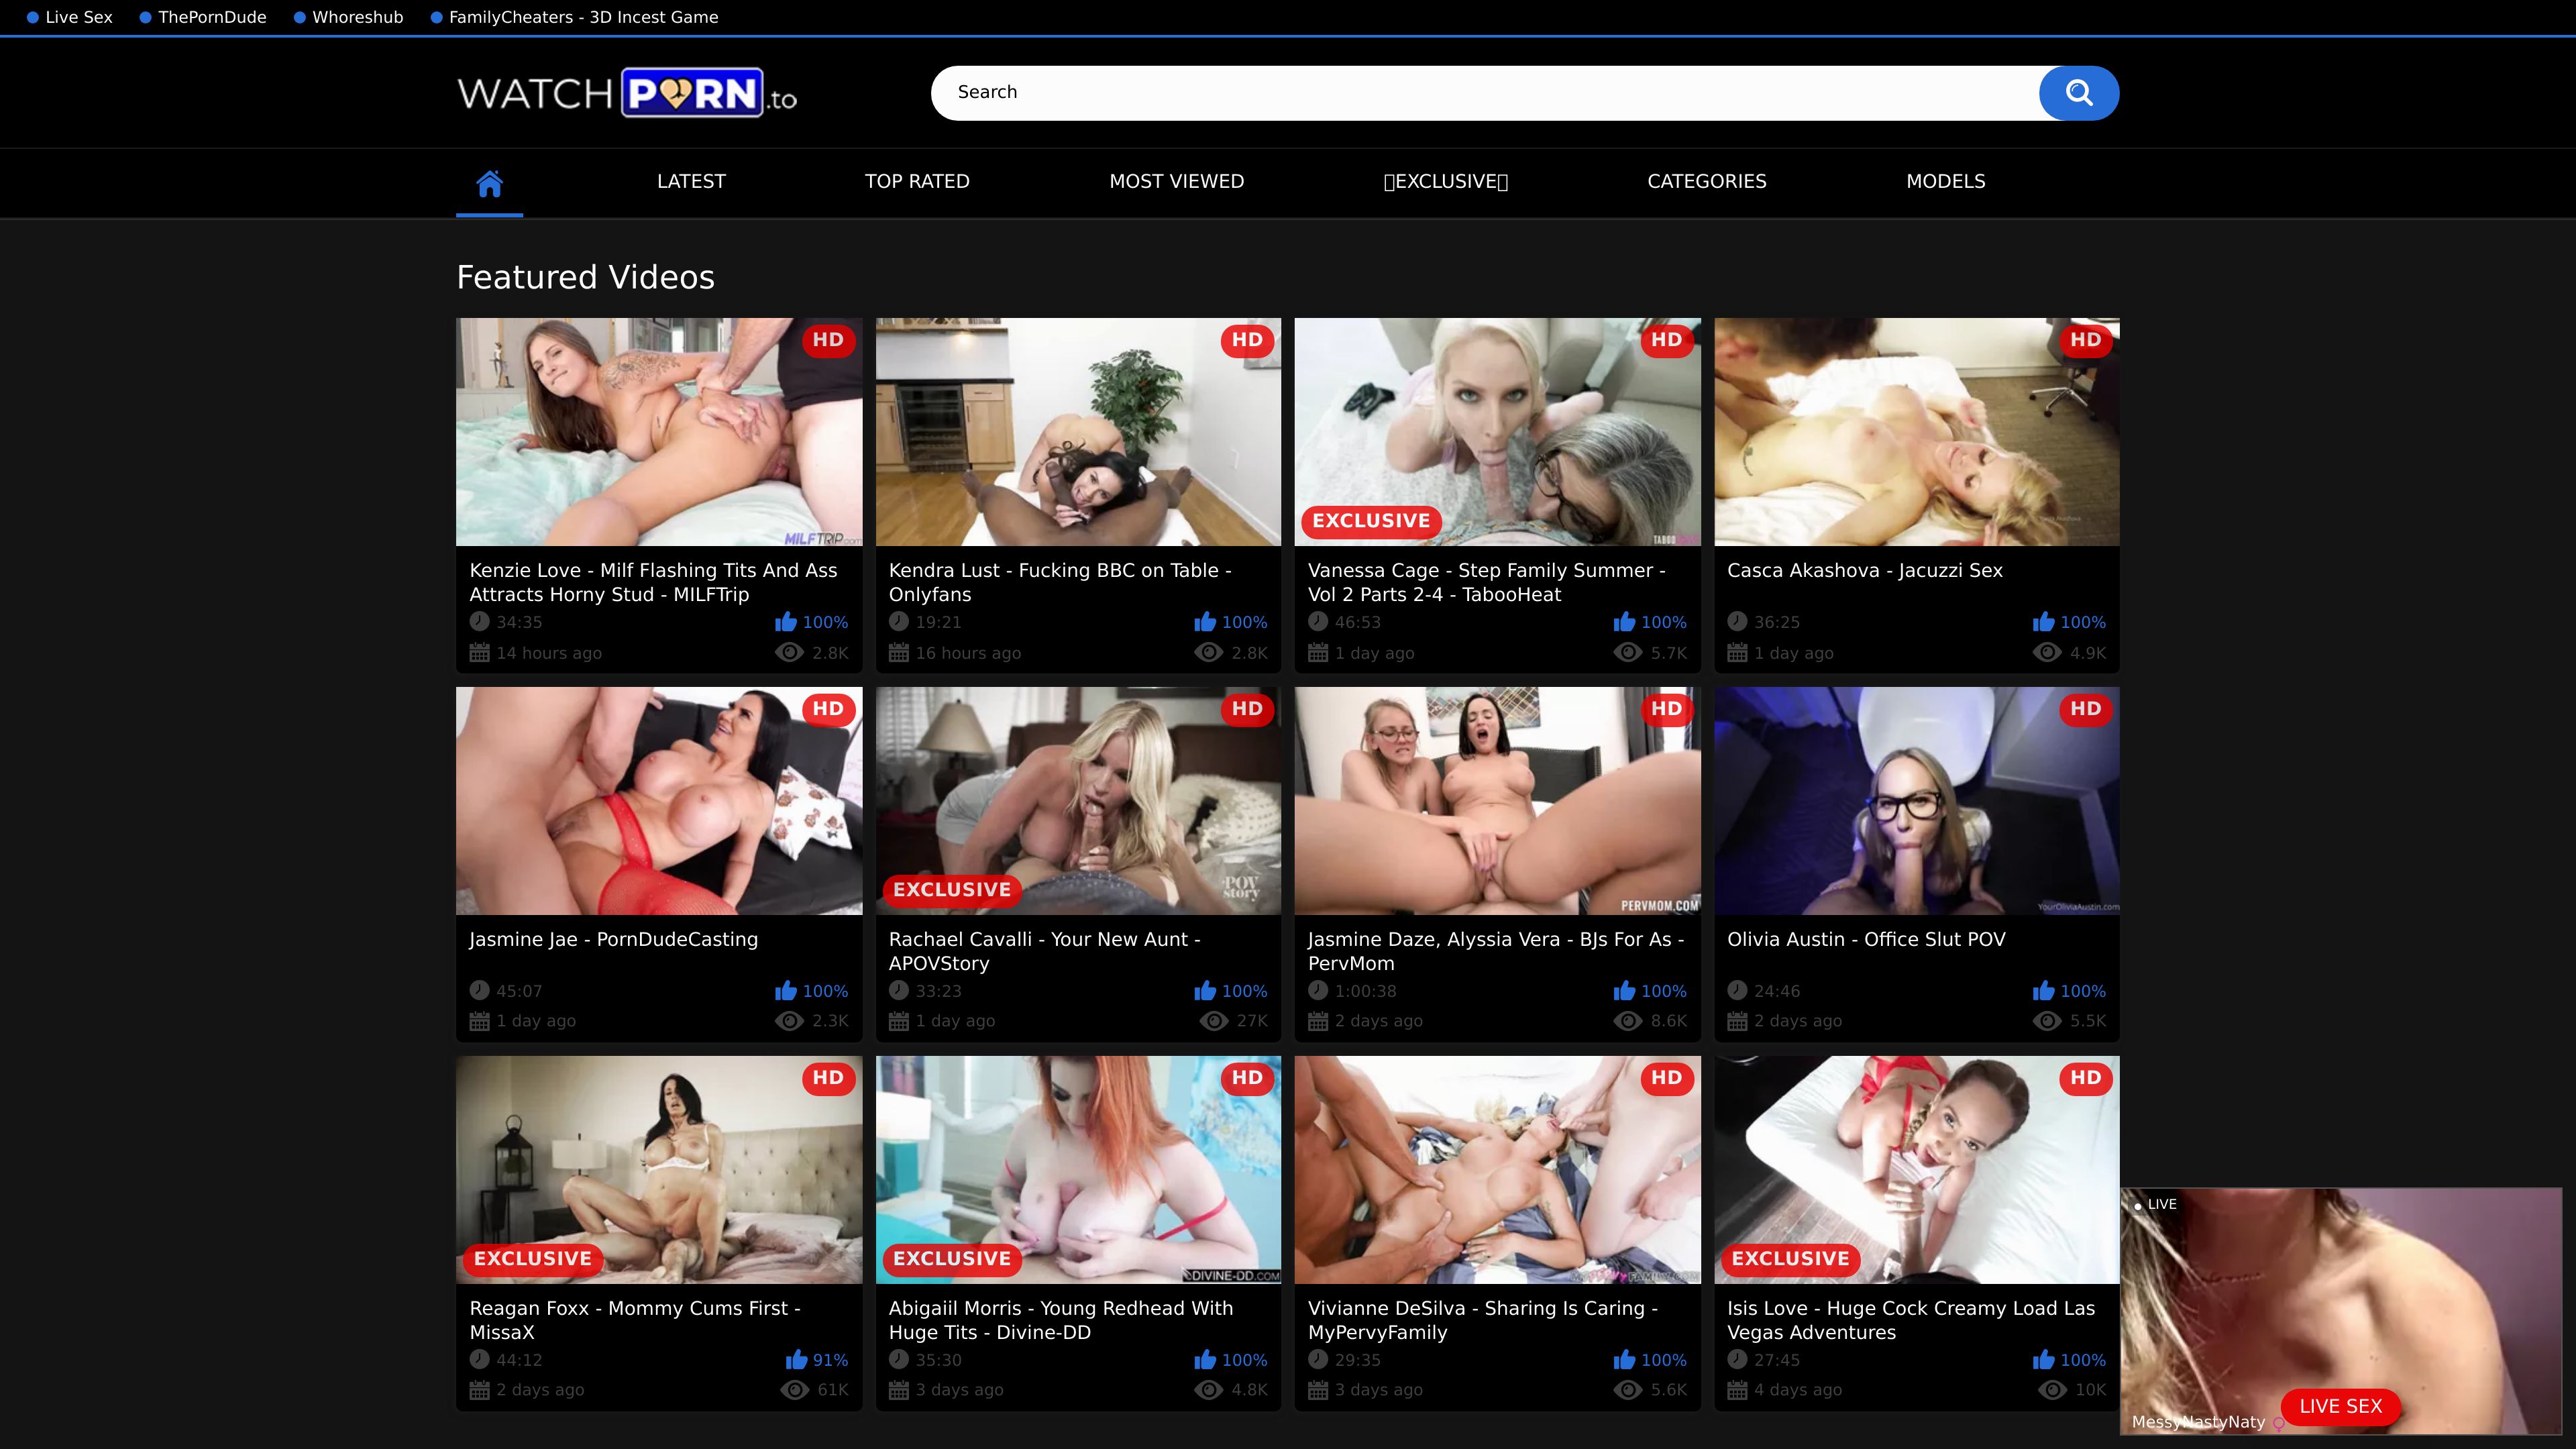 Live Sex
ThePornDude
Whoreshub
FamilyCheaters - 3D Incest Game
WATCH PORN.to
Search
LATEST
TOP RATED
MOST VIEWED
EXCLUSIVE
CATEGORIES
MODELS
Featured Videos
HD
MILFTRIP.com
Kenzie Love - Milf Flashing Tits And Ass
Attracts Horny Stud - MILFTrip
34:35
100%
14 hours ago
2.8K
HD
Kendra Lust - Fucking BBC on Table -
Onlyfans
19:21
100%
16 hours ago
2.8K
HD
EXCLUSIVE
Vanessa Cage - Step Family Summer -
Vol 2 Parts 2-4 - TabooHeat
46:53
100%
1 day ago
5.7K
HD
Casca Akashova - Jacuzzi Sex
36:25
100%
1 day ago
4.9K
HD
Jasmine Jae - PornDudeCasting
45:07
100%
1 day ago
2.3K
HD
EXCLUSIVE
POV
story
Rachael Cavalli - Your New Aunt -
APOVStory
33:23
100%
1 day ago
27K
HD
PERVMOM.COM
Jasmine Daze, Alyssia Vera - BJs For As -
PervMom
1:00:38
100%
2 days ago
8.6K
HD
YourOliviaAustin.com
Olivia Austin - Office Slut POV
24:46
100%
2 days ago
5.5K
HD
EXCLUSIVE
Reagan Foxx - Mommy Cums First -
MissaX
44:12
91%
2 days ago
61K
HD
EXCLUSIVE
DIVINE-DD.COM
Abigaiil Morris - Young Redhead With
Huge Tits - Divine-DD
35:30
100%
3 days ago
4.8K
HD
Vivianne DeSilva - Sharing Is Caring -
MyPervyFamily
29:35
100%
3 days ago
5.6K
HD
EXCLUSIVE
Isis Love - Huge Cock Creamy Load Las
Vegas Adventures
27:45
100%
4 days ago
10K
LIVE
LIVE SEX
MessyNastyNaty